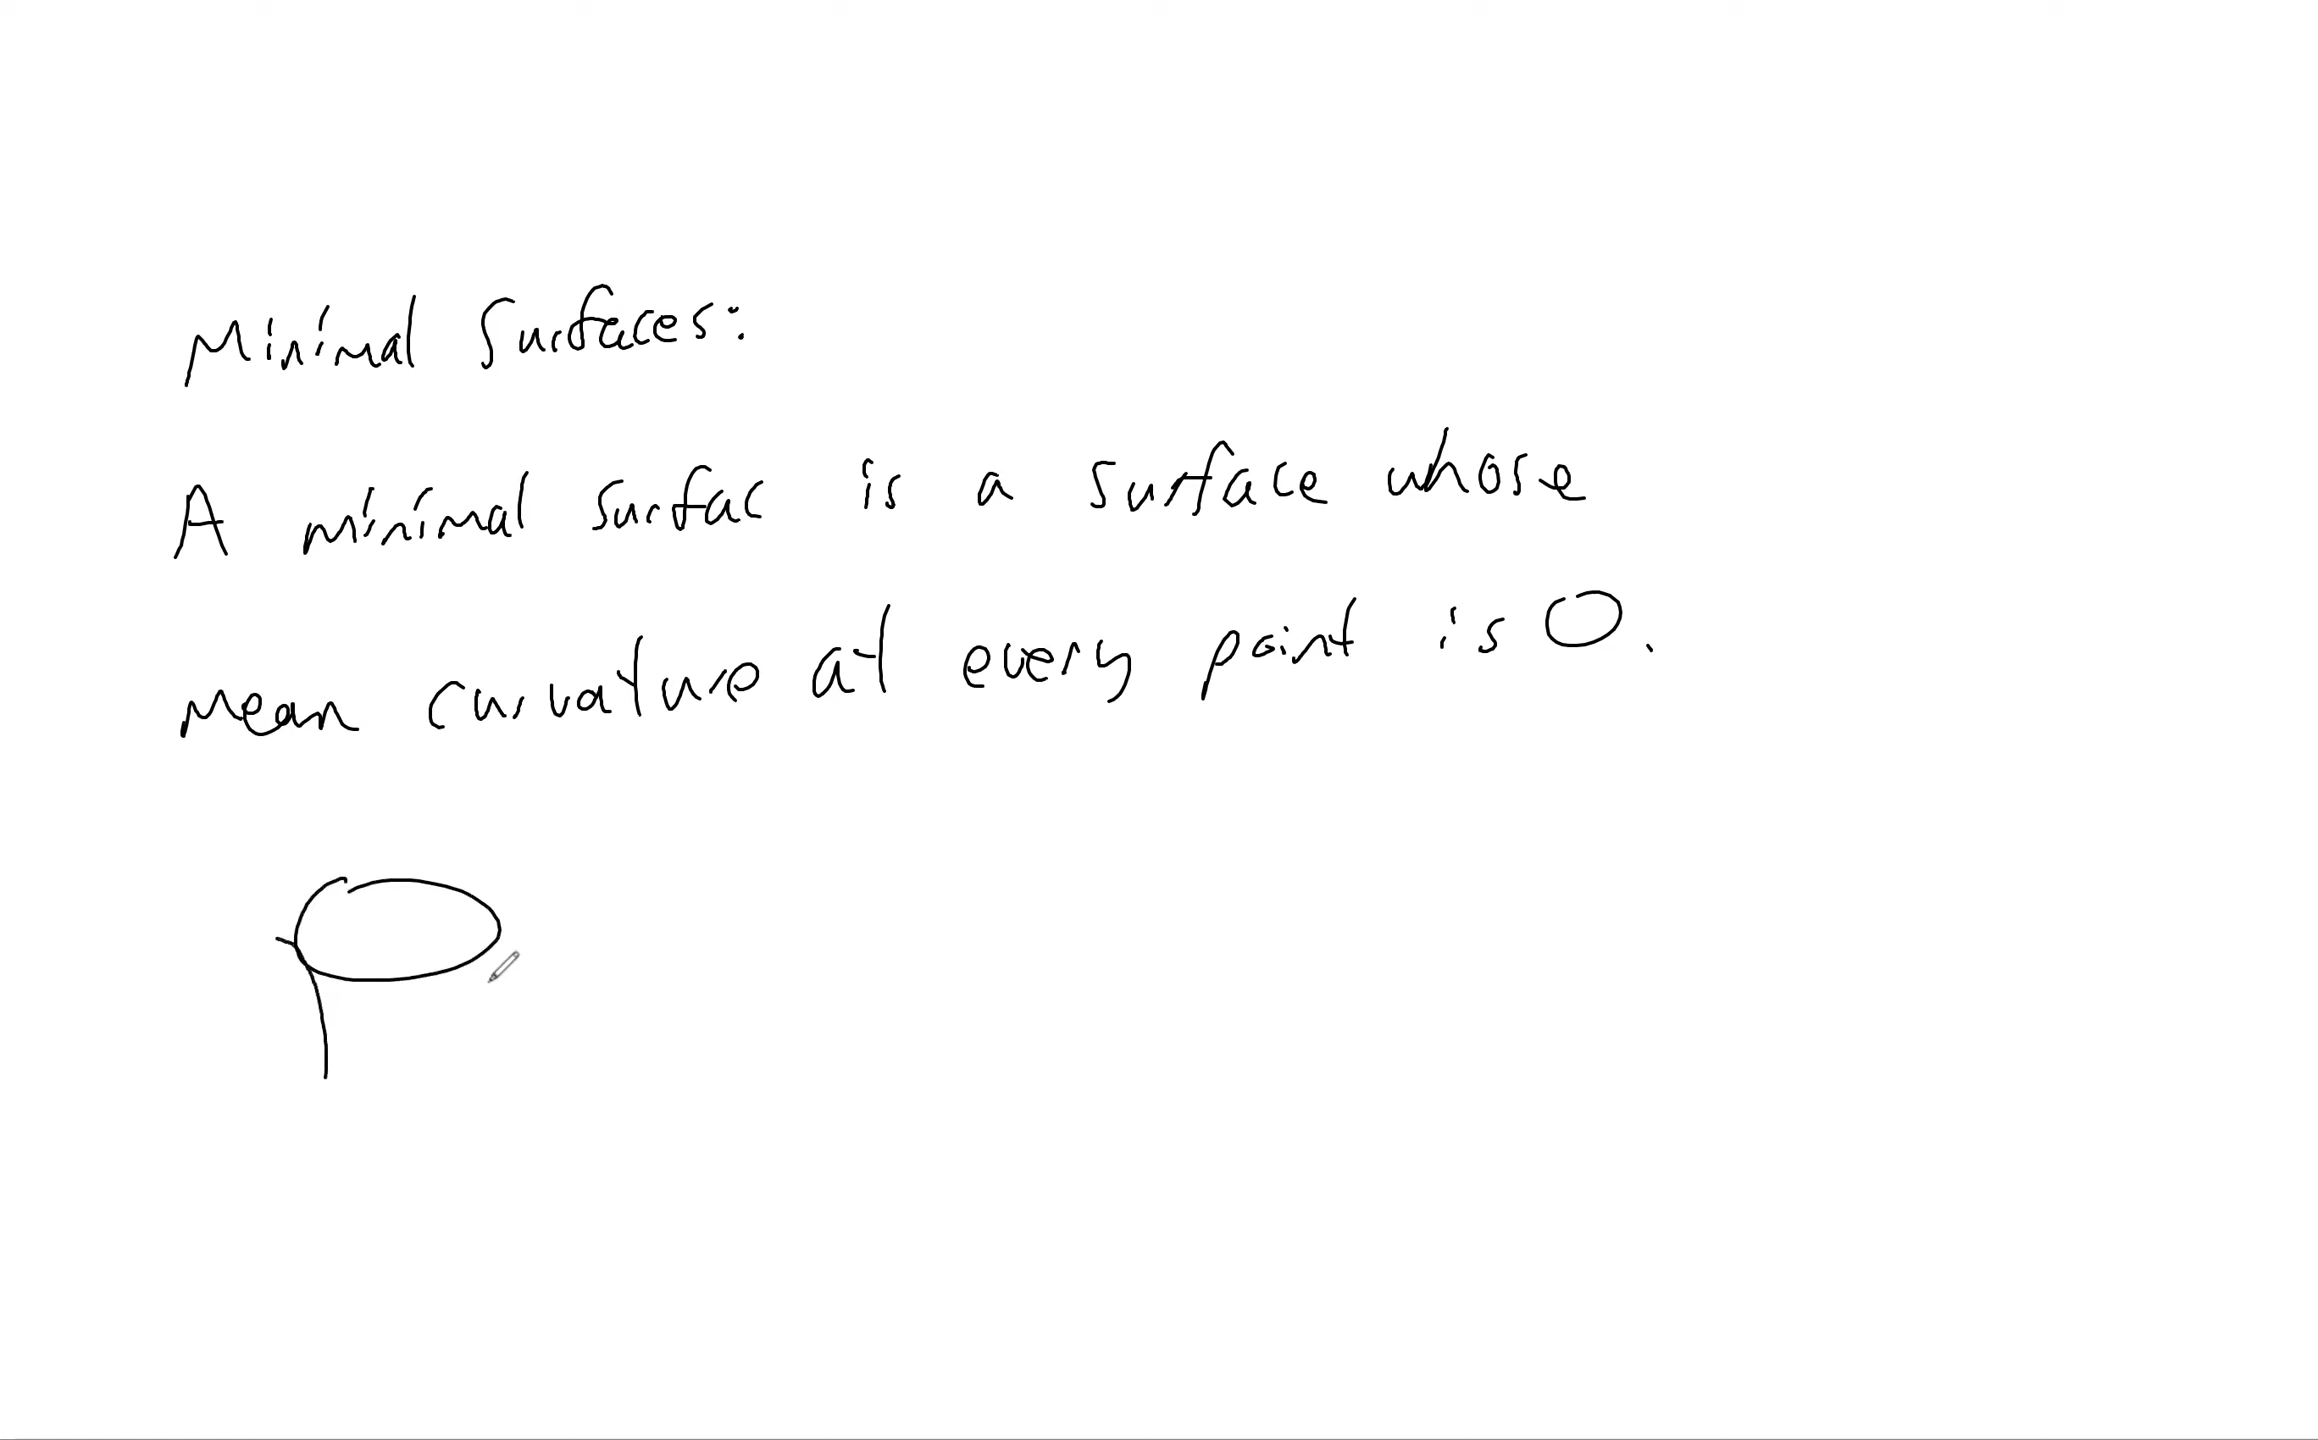 Minimal Surfaces:
A minimal surfac is a surface whose
mean curvature at every point is 0.